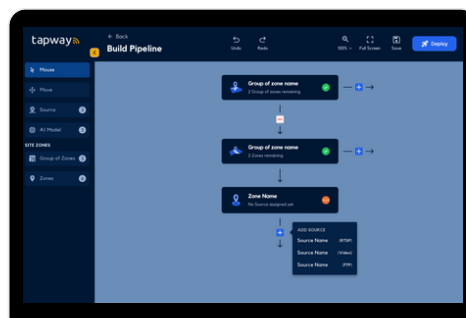 tapway
← Back
Build Pipeline
Undo
Redo
100%
Full Screen
Save
Deploy
Mouse
Move
Source
AI Model
SITE ZONES
Group of Zones
Zones
Group of zone name
2 Group of zones remaining
Group of zone name
2 Zones remaining
Zone Name
No Source assigned yet
ADD SOURCE
Source Name (RTSP)
Source Name (Video)
Source Name (FTP)